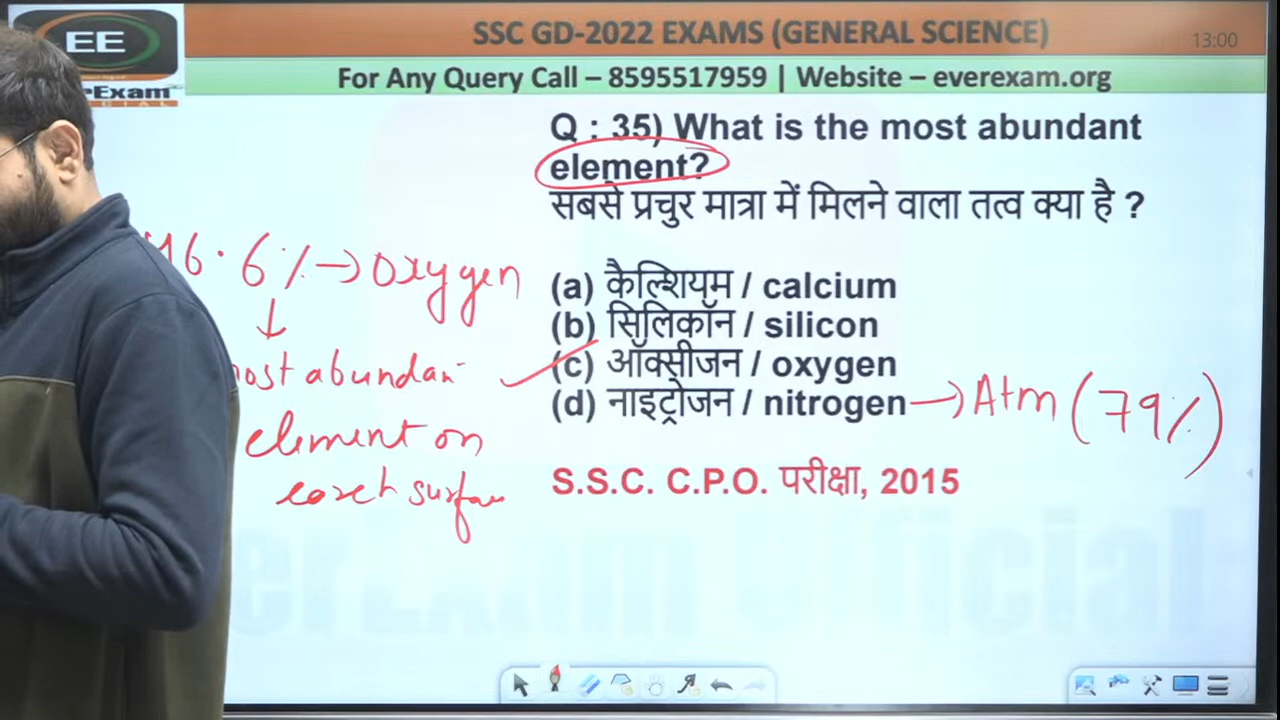 EE
rExam
SSC GD-2022 EXAMS (GENERAL SCIENCE)
13:00
For Any Query Call – 8595517959 | Website – everexam.org
Q : 35) What is the most abundant
element?
सबसे प्रचुर मात्रा में मिलने वाला तत्व क्या है ?
46.6% → Oxygen
most abundant
element on
earth surface
(a) कैल्शियम / calcium
(b) सिलिकॉन / silicon
(c) ऑक्सीजन / oxygen
(d) नाइट्रोजन / nitrogen → Atm (79%)
S.S.C. C.P.O. परीक्षा, 2015